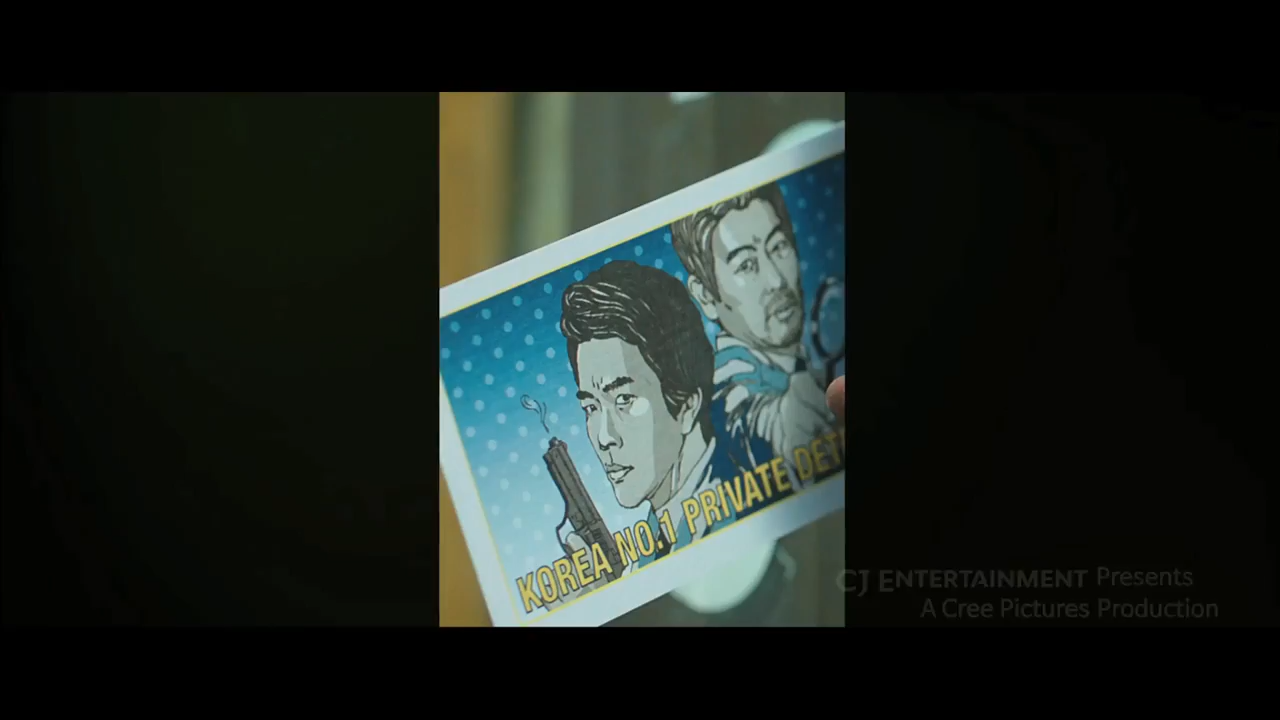 KOREA NO.1 PRIVATE DET
CJ ENTERTAINMENT Presents
A Cree Pictures Production